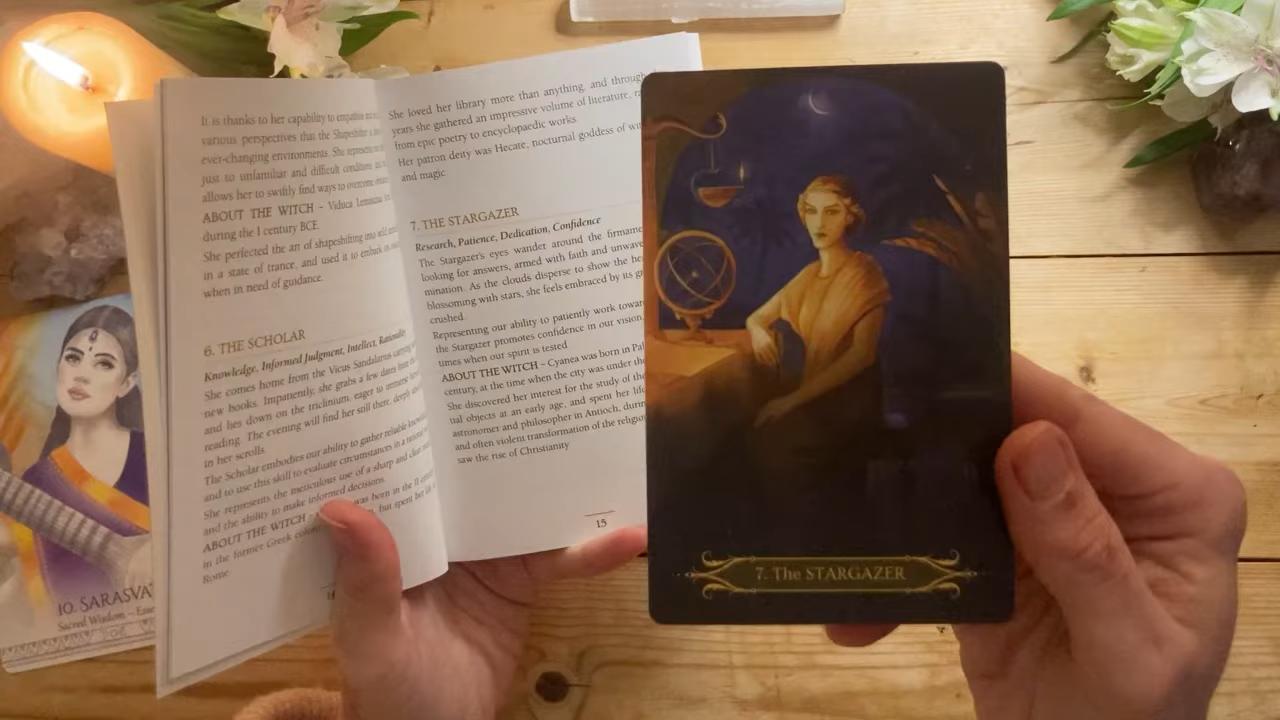 It is thanks to her capability to empathise
various perspectives that the Shapeshifter
ever-changing environments. She represents
just to unfamiliar and difficult conditions
allows her to swiftly find ways to overcome
ABOUT THE WITCH – Viduca
during the I century BCE.
She perfected the art of shapeshifting into wild
in a state of trance, and used it to embark on
when in need of guidance.
6. THE SCHOLAR
Knowledge, Informed Judgment, Intellect, Rationality
She comes home from the Vicus Sandalarius carrying
new books. Impatiently, she grabs a few dates from the
and lies down on the triclinium, eager to immerse
reading. The evening will find her still there, deeply
in her scrolls.
The Scholar embodies our ability to gather reliable
and to use this skill to evaluate circumstances in a rational
She represents the meticulous use of a sharp and clear
and the ability to make informed decisions.
ABOUT THE WITCH – was born in the II
in the former Greek but spent her
Rome.
She loved her library more than anything, and through
years she gathered an impressive volume of literature,
from epic poetry to encyclopaedic works.
Her patron deity was Hecate, nocturnal goddess of
and magic.
7. THE STARGAZER
Research, Patience, Dedication, Confidence
The Stargazer's eyes wander around the
looking for answers, armed with faith and
mination. As the clouds disperse to show the
blossoming with stars, she feels embraced by its
crushed.
Representing our ability to patiently work
the Stargazer promotes confidence in our vision,
times when our spirit is tested.
ABOUT THE WITCH – Cyanea was born in
century, at the time when the city was under
She discovered her interest for the study of
ual objects at an early age, and spent her
astronomer and philosopher in Antioch,
and often violent transformation of the
saw the rise of Christianity
15
7. The STARGAZER
10. SARASVA
Sacred Wisdom –